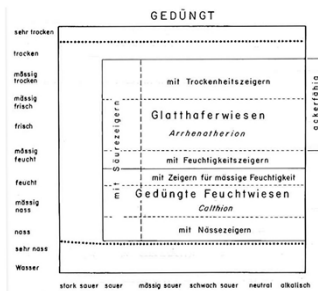 GEDÜNGT
sehr trocken
trocken
mässig
trocken
mit Trockenheitszeigern
mässig
frisch
frisch
Glatthaferwiesen
Arrhenatherion
mit Säurezeigern
ackerfähig
mässig
feucht
mit Feuchtigkeitszeigern
feucht
mit Zeigern für mässige Feuchtigkeit
Gedüngte Feuchtwiesen
Calthion
mässig
nass
nass
mit Nässezeigern
sehr nass
Wasser
stark sauer sauer mässig sauer schwach sauer neutral alkalisch